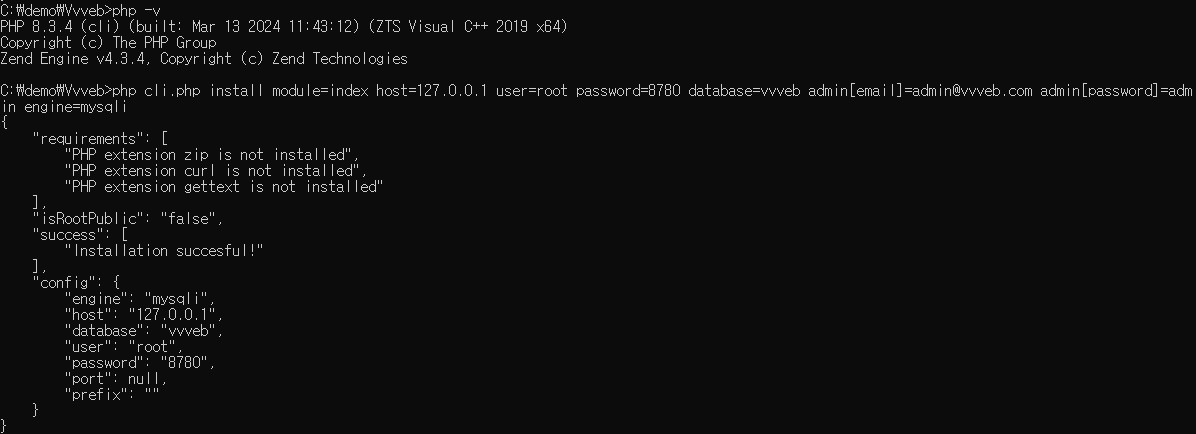 C:₩demo₩Vvveb>php -v
PHP 8.3.4 (cli) (built: Mar 13 2024 11:43:12) (ZTS Visual C++ 2019 x64)
Copyright (c) The PHP Group
Zend Engine v4.3.4, Copyright (c) Zend Technologies
C:₩demo₩Vvveb>php cli.php install module=index host=127.0.0.1 user=root password=8780 database=vvveb admin[email]=admin@vvveb.com admin[password]=adm
in engine=mysqli
{
    "requirements": [
        "PHP extension zip is not installed",
        "PHP extension curl is not installed",
        "PHP extension gettext is not installed"
    ],
    "isRootPublic": "false",
    "success": [
        "Installation succesful!"
    ],
    "config": {
        "engine": "mysqli",
        "host": "127.0.0.1",
        "database": "vvveb",
        "user": "root",
        "password": "8780",
        "port": null,
        "prefix": ""
    }
}